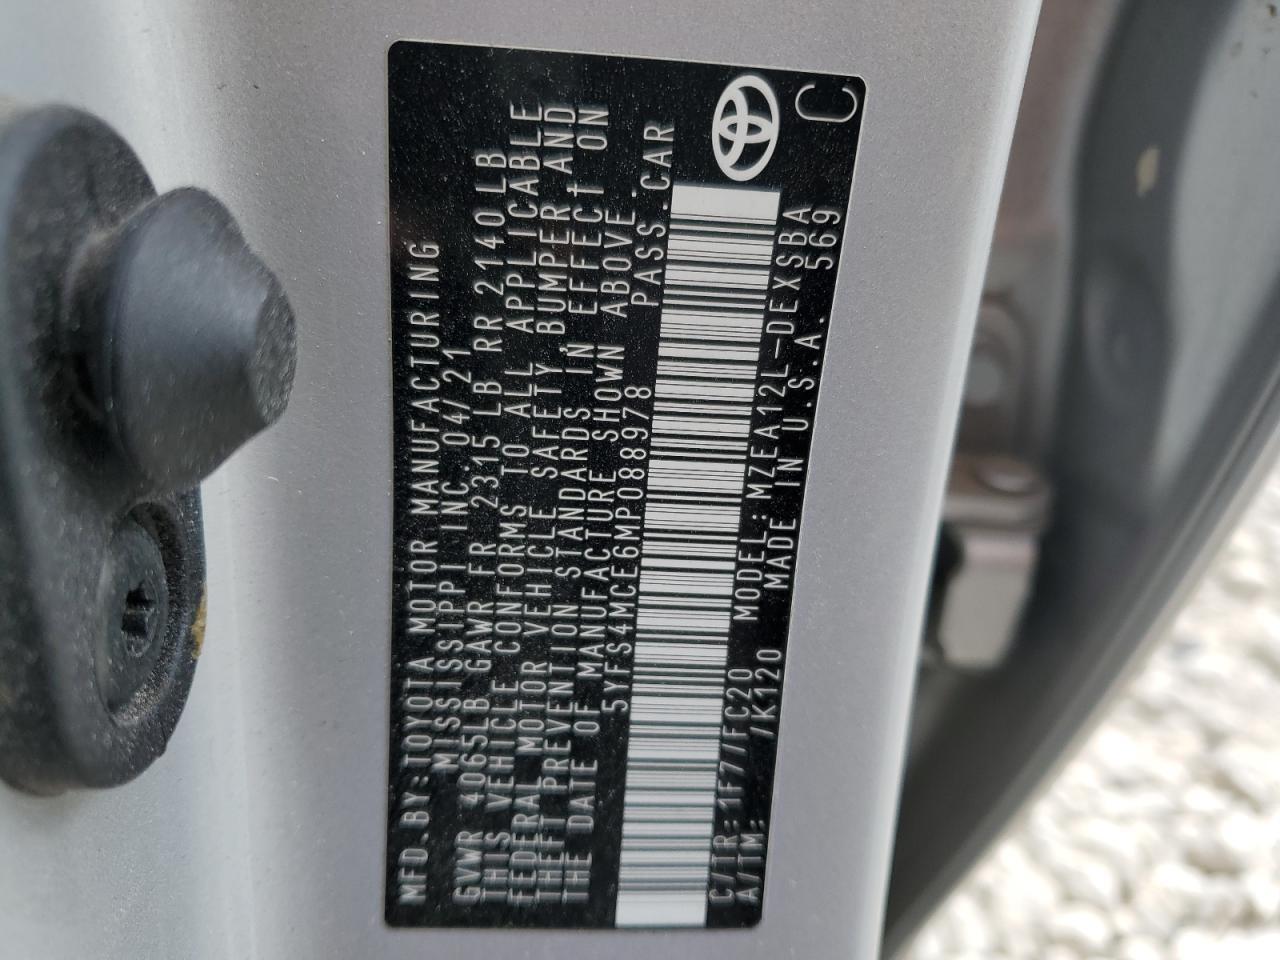 MFD.BY:TOYOTA MOTOR MANUFACTURING
MISSISSIPPI INC. 04/21
GVWR 4065LB GAWR FR 2315LB RR 2140LB
THIS VEHICLE CONFORMS TO ALL APPLICABLE
FEDERAL MOTOR VEHICLE SAFETY BUMPER AND
THEFT PREVENTION STANDARDS IN EFFECT ON
THE DATE OF MANUFACTURE SHOWN ABOVE.
5YFS4MCE6MP088978 PASS.CAR
C/TR:1F7/FC20 MODEL:MZEA12L-DEXSBA
A/TM: /K120 MADE IN U.S.A. 569
C